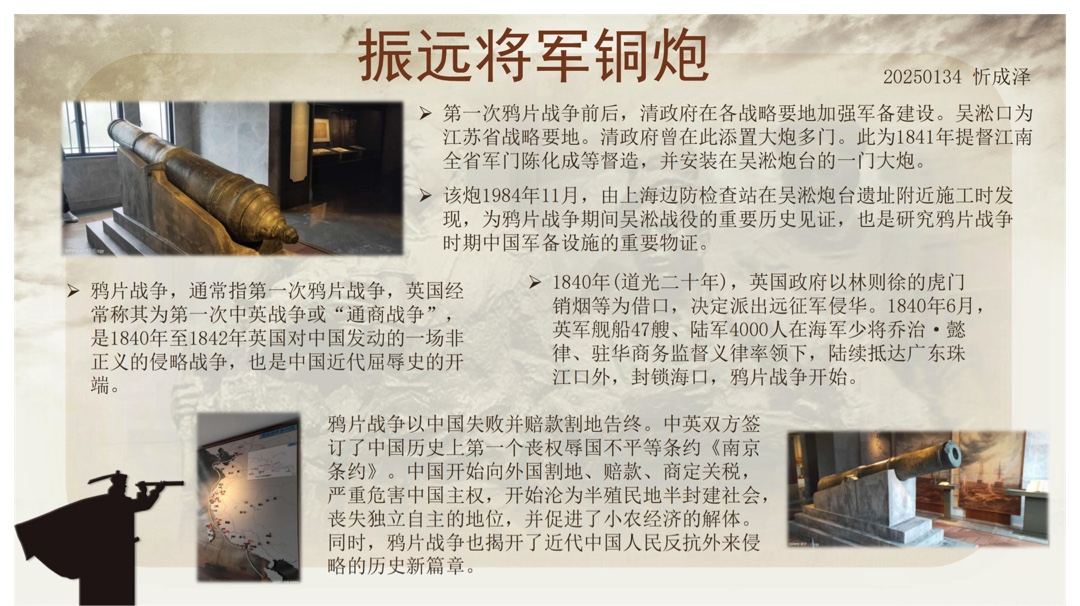 振远将军铜炮
20250134 忻成泽
➢ 第一次鸦片战争前后，清政府在各战略要地加强军备建设。吴淞口为
江苏省战略要地。清政府曾在此添置大炮多门。此为1841年提督江南
全省军门陈化成等督造，并安装在吴淞炮台的一门大炮。
➢ 该炮1984年11月，由上海边防检查站在吴淞炮台遗址附近施工时发
现，为鸦片战争期间吴淞战役的重要历史见证，也是研究鸦片战争
时期中国军备设施的重要物证。
➢ 鸦片战争，通常指第一次鸦片战争，英国经
常称其为第一次中英战争或“通商战争”，
是1840年至1842年英国对中国发动的一场非
正义的侵略战争，也是中国近代屈辱史的开
端。
➢ 1840年(道光二十年)，英国政府以林则徐的虎门
销烟等为借口，决定派出远征军侵华。1840年6月，
英军舰船47艘、陆军4000人在海军少将乔治·懿
律、驻华商务监督义律率领下，陆续抵达广东珠
江口外，封锁海口，鸦片战争开始。
鸦片战争以中国失败并赔款割地告终。中英双方签
订了中国历史上第一个丧权辱国不平等条约《南京
条约》。中国开始向外国割地、赔款、商定关税，
严重危害中国主权，开始沦为半殖民地半封建社会，
丧失独立自主的地位，并促进了小农经济的解体。
同时，鸦片战争也揭开了近代中国人民反抗外来侵
略的历史新篇章。